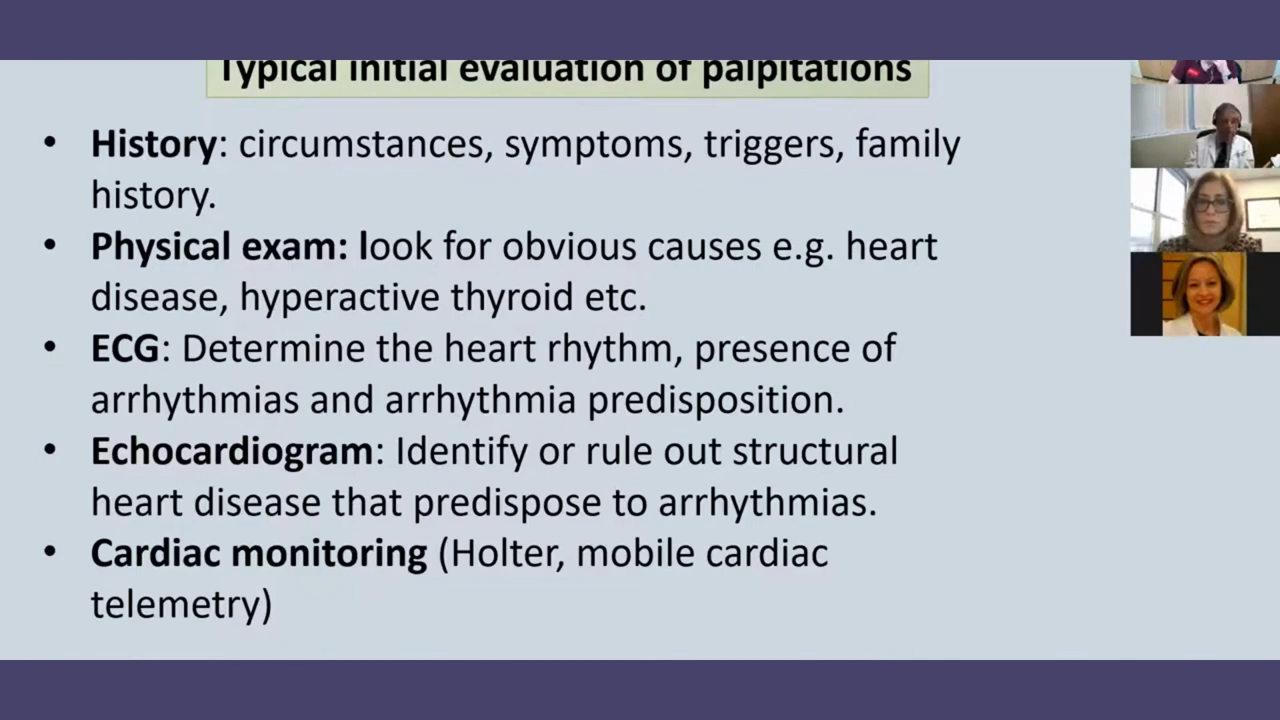 Typical initial evaluation of palpitations
• History: circumstances, symptoms, triggers, family
history.
• Physical exam: look for obvious causes e.g. heart
disease, hyperactive thyroid etc.
• ECG: Determine the heart rhythm, presence of
arrhythmias and arrhythmia predisposition.
• Echocardiogram: Identify or rule out structural
heart disease that predispose to arrhythmias.
• Cardiac monitoring (Holter, mobile cardiac
telemetry)